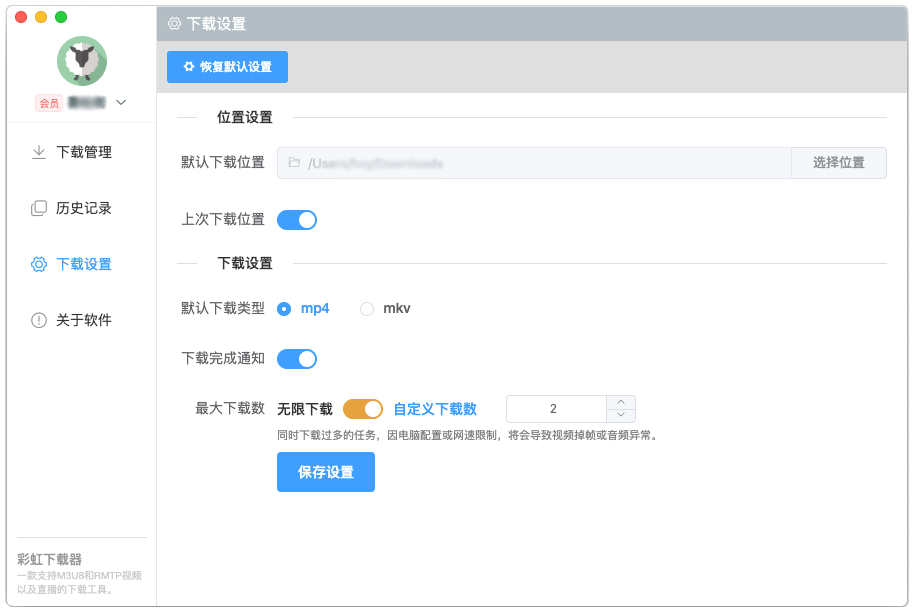 下载设置
会员
恢复默认设置
下载管理
历史记录
下载设置
关于软件
位置设置
默认下载位置
选择位置
上次下载位置
下载设置
默认下载类型 mp4 mkv
下载完成通知
最大下载数 无限下载 自定义下载数 2
同时下载过多的任务，因电脑配置或网速限制，将会导致视频掉帧或音频异常。
保存设置
彩虹下载器
一款支持M3U8和RMTP视频
以及直播的下载工具。